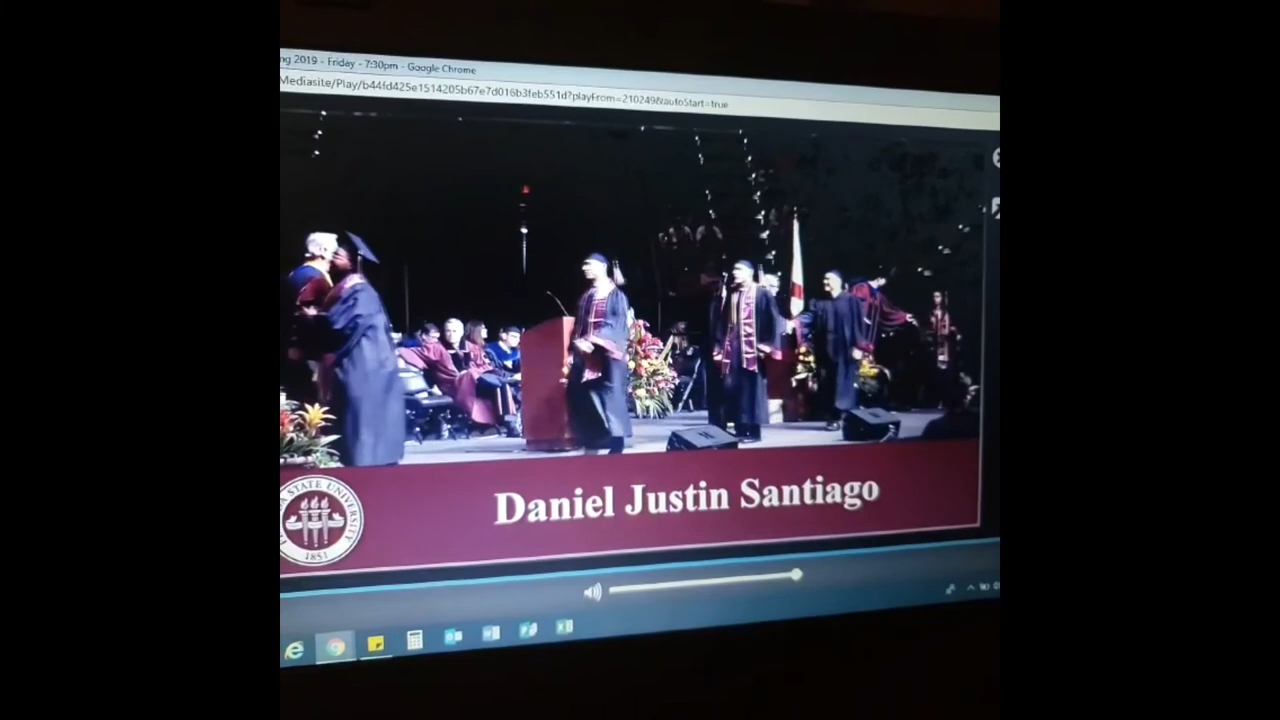 ng 2019 - Friday - 7:30pm - Google Chrome
Mediasite/Play/b44fd425e1514205b67e7d016b3feb551d?playFrom=210249&autoStart=true
Daniel Justin Santiago
A STATE UNIVERSITY
1851